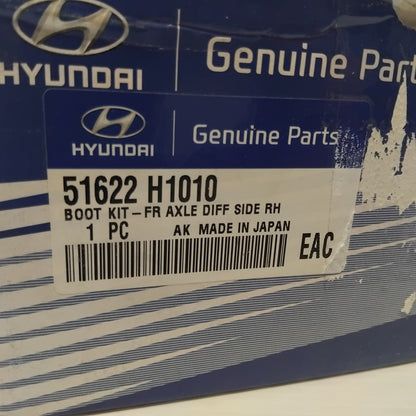 HYUNDAI
Genuine Part
HYUNDAI
Genuine Parts
51622 H1010
BOOT KIT-FR AXLE DIFF SIDE RH
1 PC AK MADE IN JAPAN
EAC